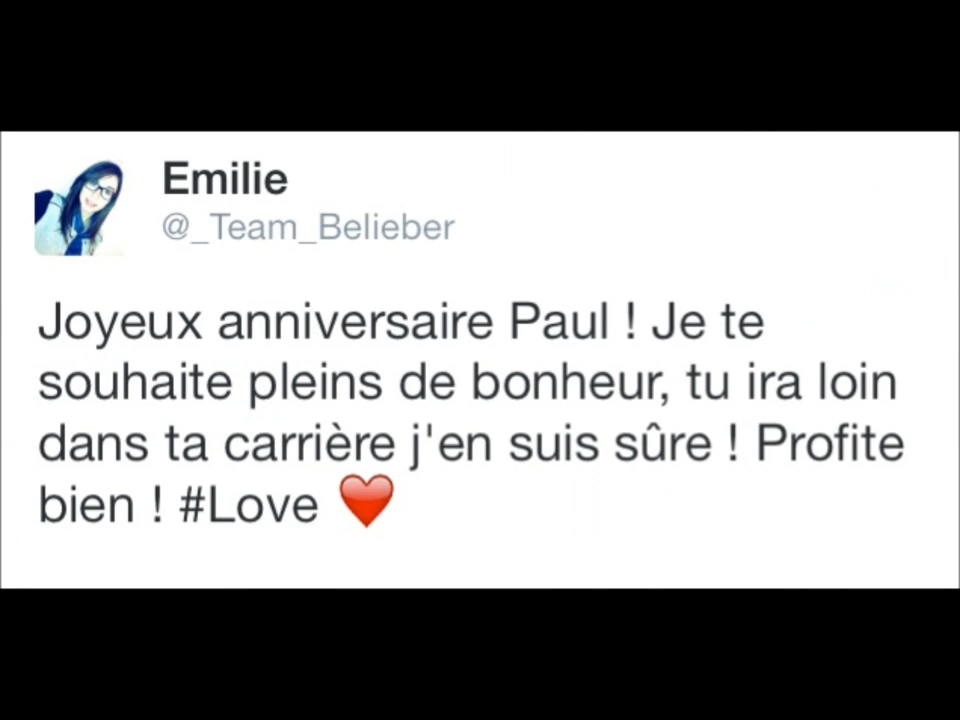 Emilie
@_Team_Belieber
Joyeux anniversaire Paul ! Je te
souhaite pleins de bonheur, tu ira loin
dans ta carrière j'en suis sûre ! Profite
bien ! #Love ❤️